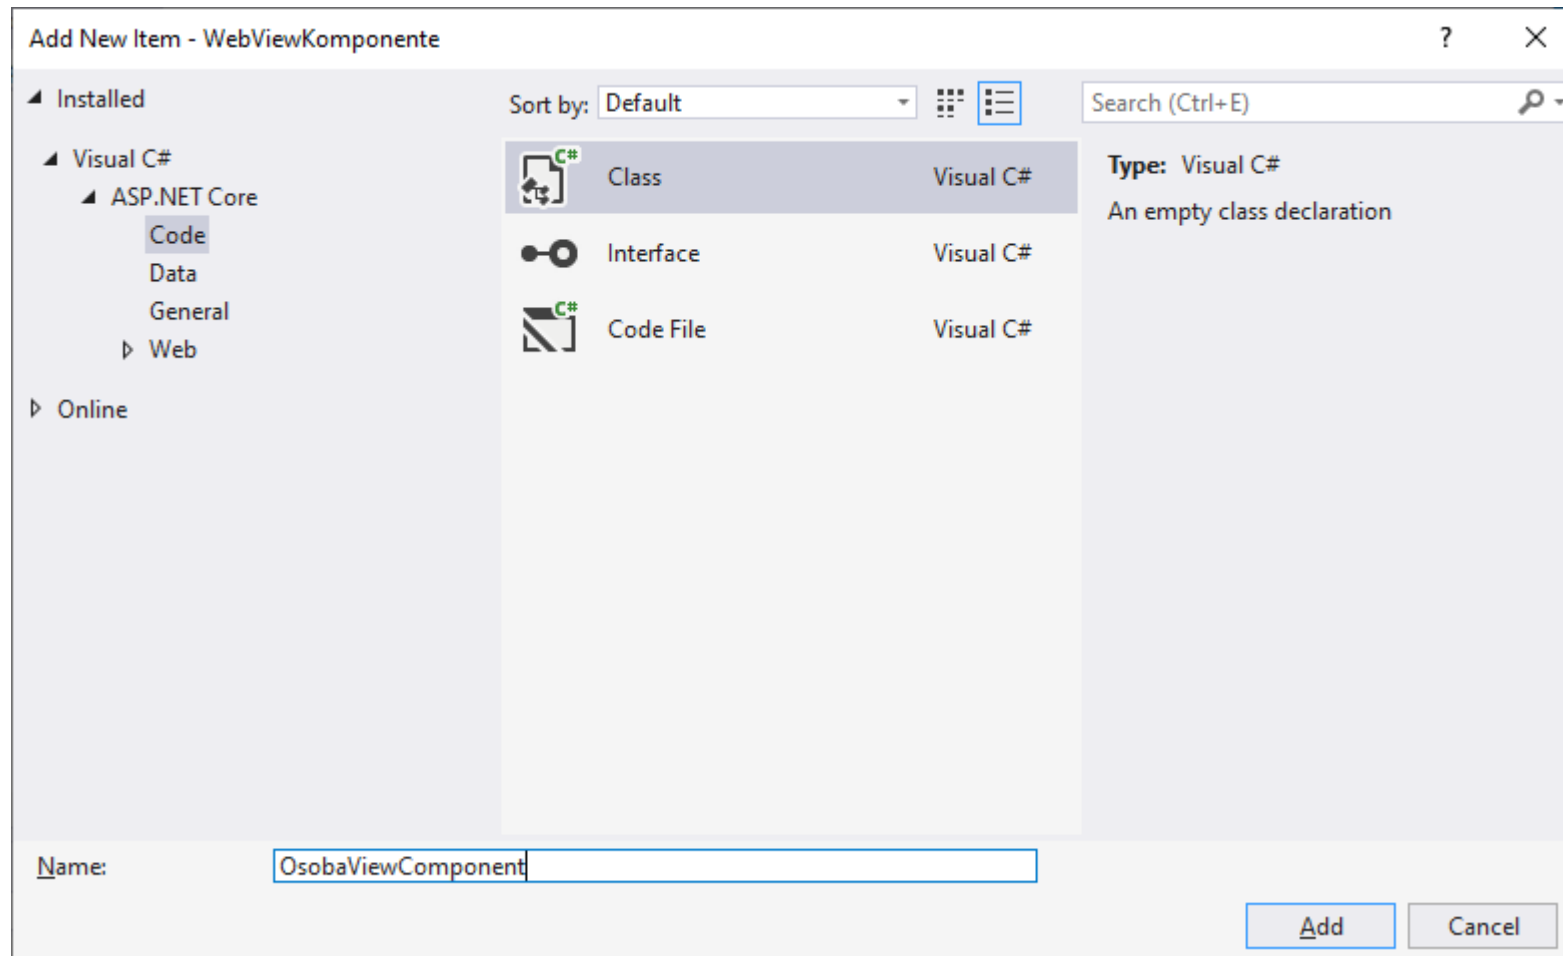 Add New Item - WebViewKomponente
?
Installed
Sort by: Default
Search (Ctrl+E)
Visual C#
ASP.NET Core
Code
Data
General
Web
Online
C#
Class Visual C#
Interface Visual C#
C#
Code File Visual C#
Type: Visual C#
An empty class declaration
Name: OsobaViewComponent
Add Cancel